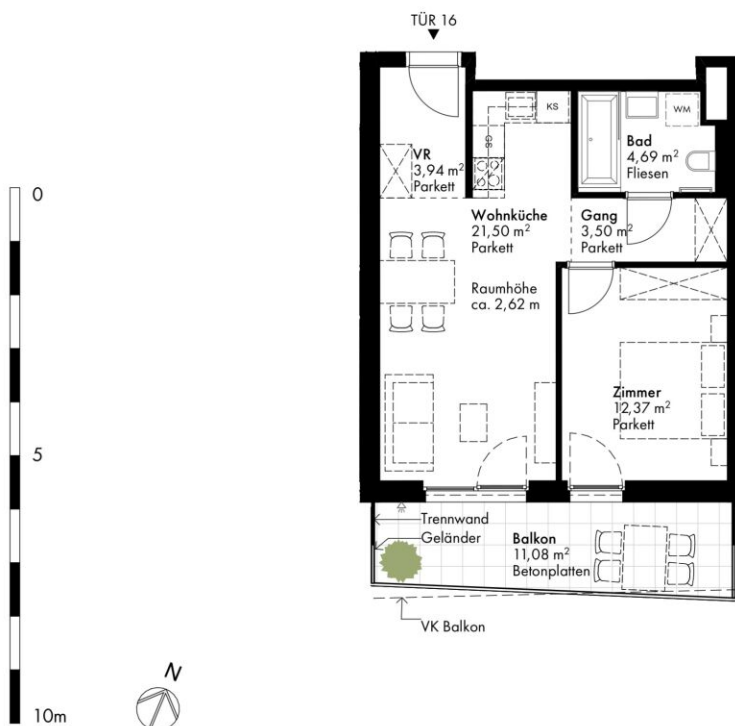 TÜR 16
KS
GS
WM
VR
3,94 m²
Parkett
Bad
4,69 m²
Fliesen
Wohnküche
21,50 m²
Parkett
Gang
3,50 m²
Parkett
Raumhöhe
ca. 2,62 m
Zimmer
12,37 m²
Parkett
Trennwand
Geländer
Balkon
11,08 m²
Betonplatten
VK Balkon
0
5
10m
N